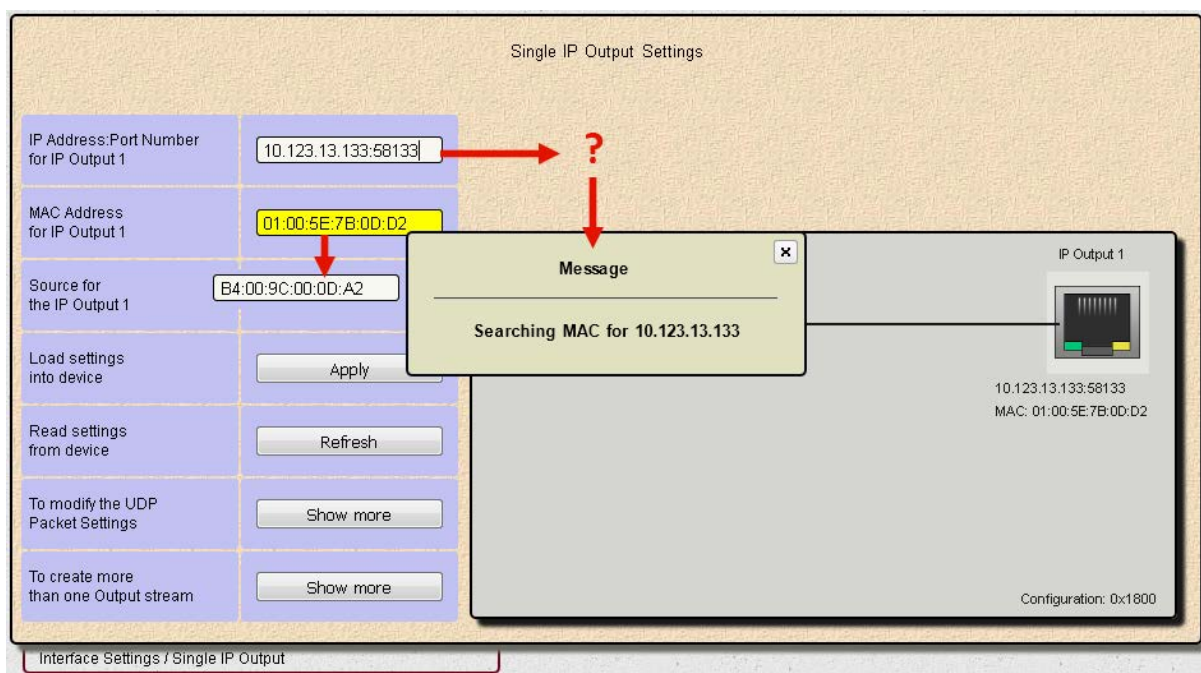 Single IP Output Settings
IP Address:Port Number
for IP Output 1
10.123.13.133:58133
?
MAC Address
for IP Output 1
01:00:5E:7B:0D:D2
Source for
the IP Output 1
B4:00:9C:00:0D:A2
Message
x
Searching MAC for 10.123.13.133
IP Output 1
10.123.13.133:58133
MAC: 01:00:5E:7B:0D:D2
Load settings
into device
Apply
Read settings
from device
Refresh
To modify the UDP
Packet Settings
Show more
To create more
than one Output stream
Show more
Configuration: 0x1800
Interface Settings / Single IP Output